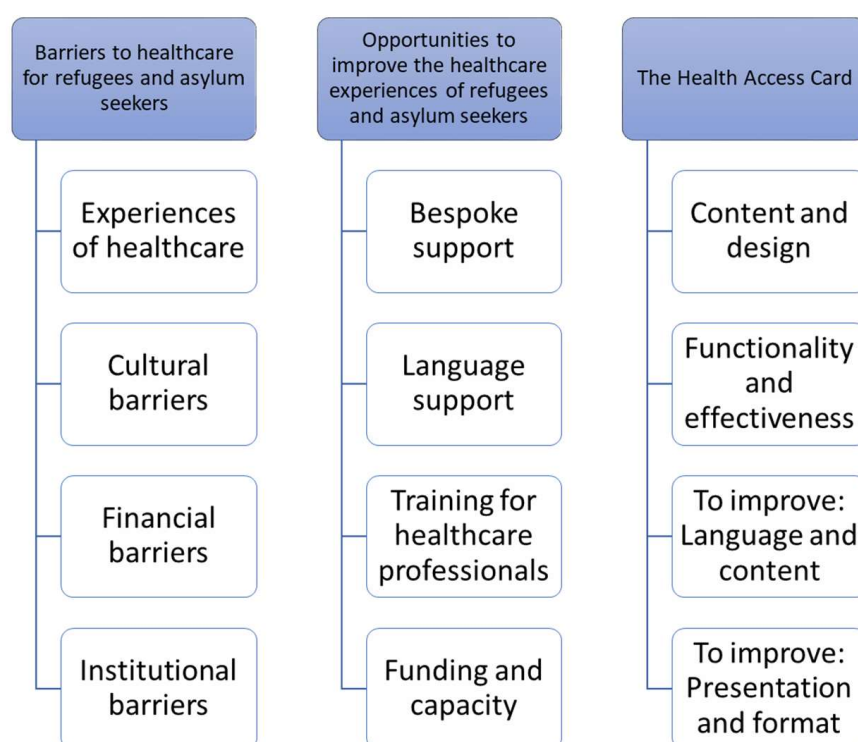 Barriers to healthcare
for refugees and asylum
seekers
Experiences
of healthcare
Cultural
barriers
Financial
barriers
Institutional
barriers
Opportunities to
improve the healthcare
experiences of refugees
and asylum seekers
Bespoke
support
Language
support
Training for
healthcare
professionals
Funding and
capacity
The Health Access Card
Content and
design
Functionality
and
effectiveness
To improve:
Language and
content
To improve:
Presentation
and format